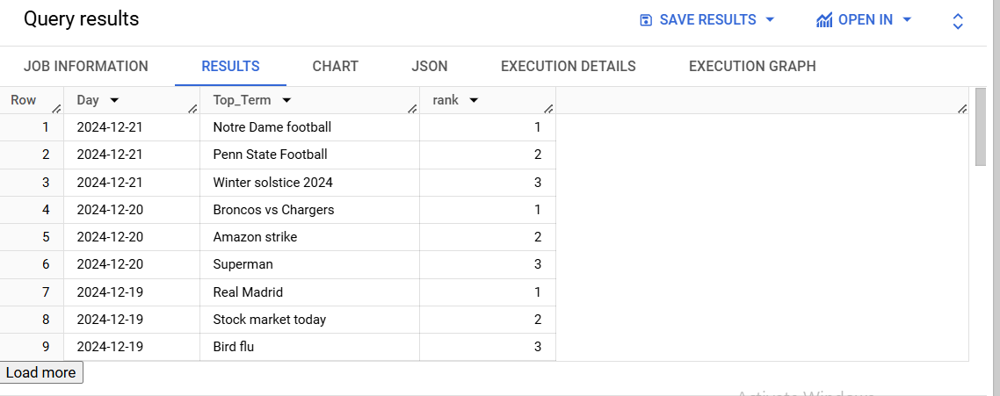 Query results SAVE RESULTS OPEN IN
JOB INFORMATION RESULTS CHART JSON EXECUTION DETAILS EXECUTION GRAPH
Row Day Top_Term rank
1 2024-12-21 Notre Dame football 1
2 2024-12-21 Penn State Football 2
3 2024-12-21 Winter solstice 2024 3
4 2024-12-20 Broncos vs Chargers 1
5 2024-12-20 Amazon strike 2
6 2024-12-20 Superman 3
7 2024-12-19 Real Madrid 1
8 2024-12-19 Stock market today 2
9 2024-12-19 Bird flu 3
Load more
Activate Windows